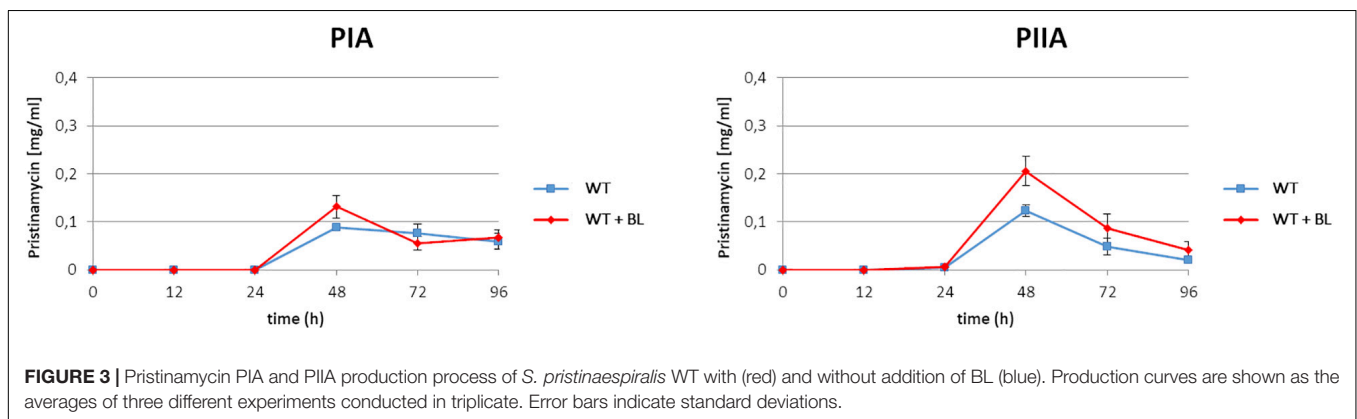 PIA
0,4
0,3
0,2
0,1
0
Pristinamycin [mg/ml]
0 12 24 48 72 96
time (h)
WT
WT + BL
PIIA
0,4
0,3
0,2
0,1
0
Pristinamycin [mg/ml]
0 12 24 48 72 96
time (h)
WT
WT + BL
FIGURE 3 | Pristinamycin PIA and PIIA production process of S. pristinaespiralis WT with (red) and without addition of BL (blue). Production curves are shown as the
averages of three different experiments conducted in triplicate. Error bars indicate standard deviations.